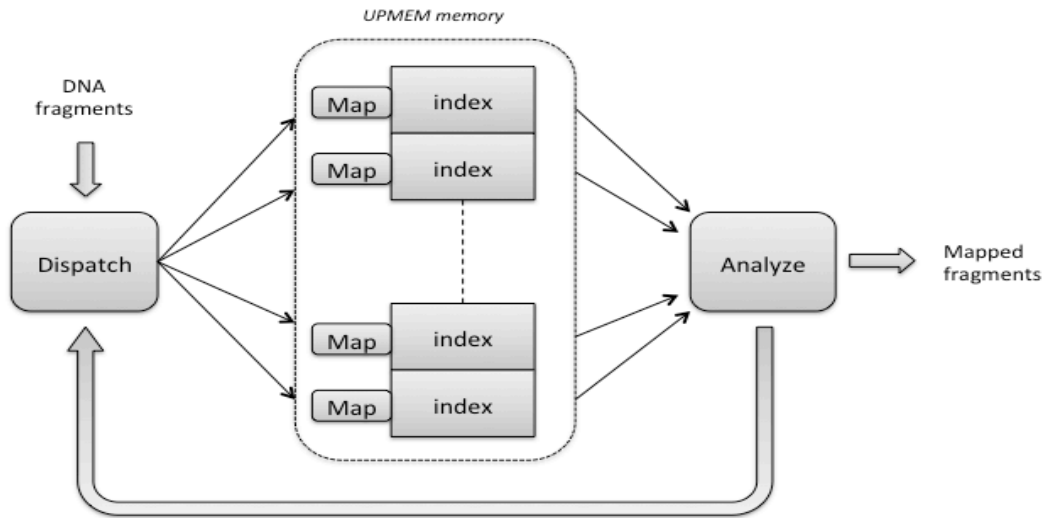 UPMEM memory
DNA
fragments
Map
index
Map
index
Dispatch
Analyze
Mapped
fragments
Map
index
Map
index